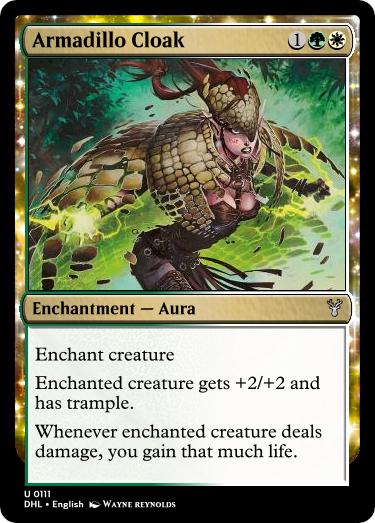 Armadillo Cloak 1
Enchantment — Aura
Enchant creature
Enchanted creature gets +2/+2 and
has trample.
Whenever enchanted creature deals
damage, you gain that much life.
U 0111
DHL • English WAYNE REYNOLDS